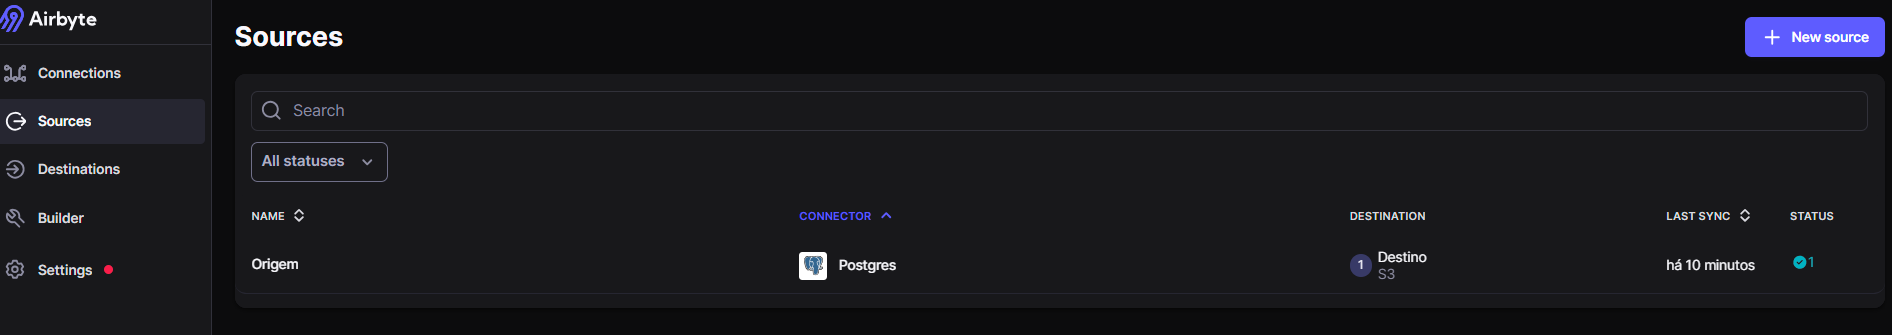 Airbyte
Connections
Sources
Destinations
Builder
Settings
Sources
New source
Search
All statuses
NAME CONNECTOR DESTINATION LAST SYNC STATUS
Origem Postgres 1 Destino há 10 minutos 1
S3